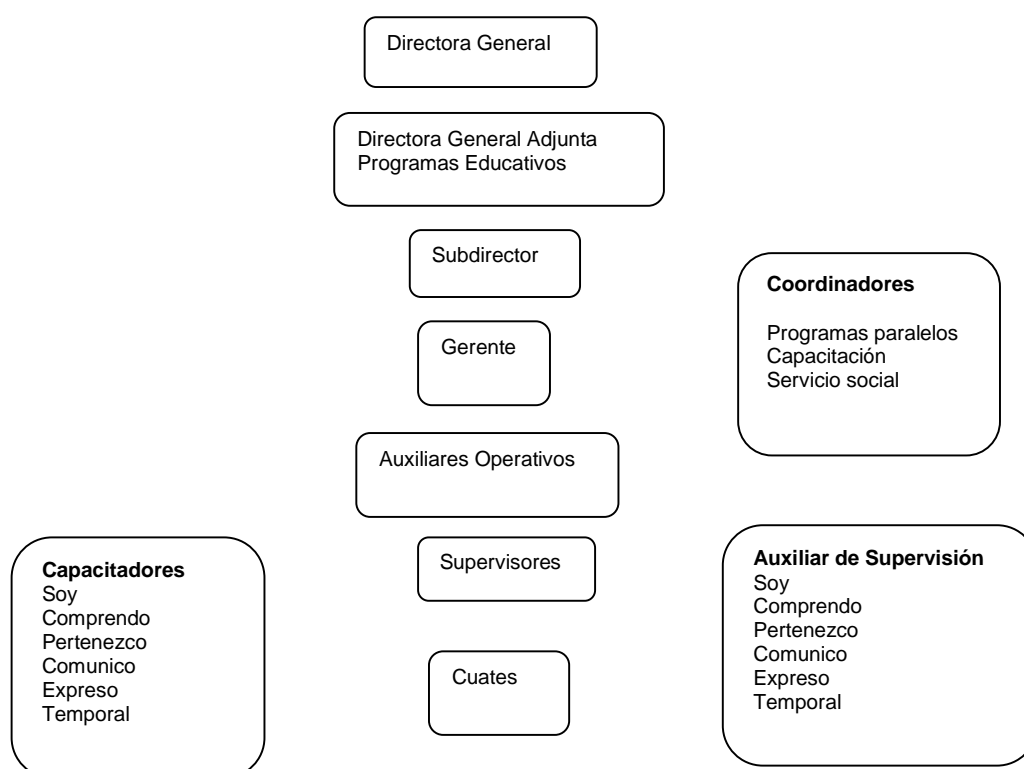 Directora General
Directora General Adjunta
Programas Educativos
Subdirector
Coordinadores
Programas paralelos
Capacitación
Servicio social
Gerente
Auxiliares Operativos
Supervisores
Capacitadores
Soy
Comprendo
Pertenezco
Comunico
Expreso
Temporal
Auxiliar de Supervisión
Soy
Comprendo
Pertenezco
Comunico
Expreso
Temporal
Cuates